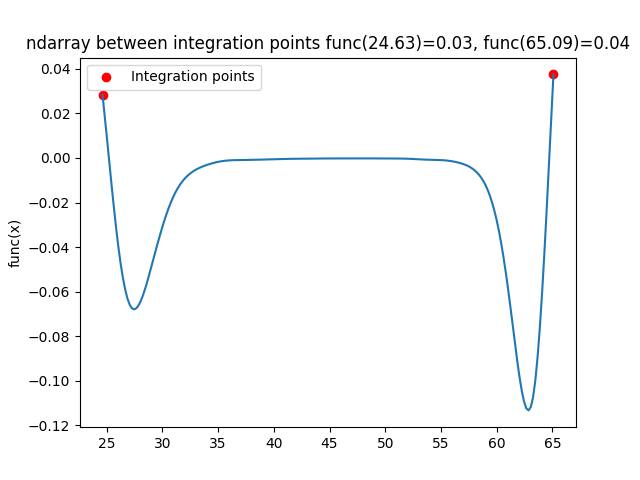 ndarray between integration points func(24.63)=0.03, func(65.09)=0.04
Integration points
func(x)
0.04
0.02
0.00
−0.02
−0.04
−0.06
−0.08
−0.10
−0.12
25 30 35 40 45 50 55 60 65